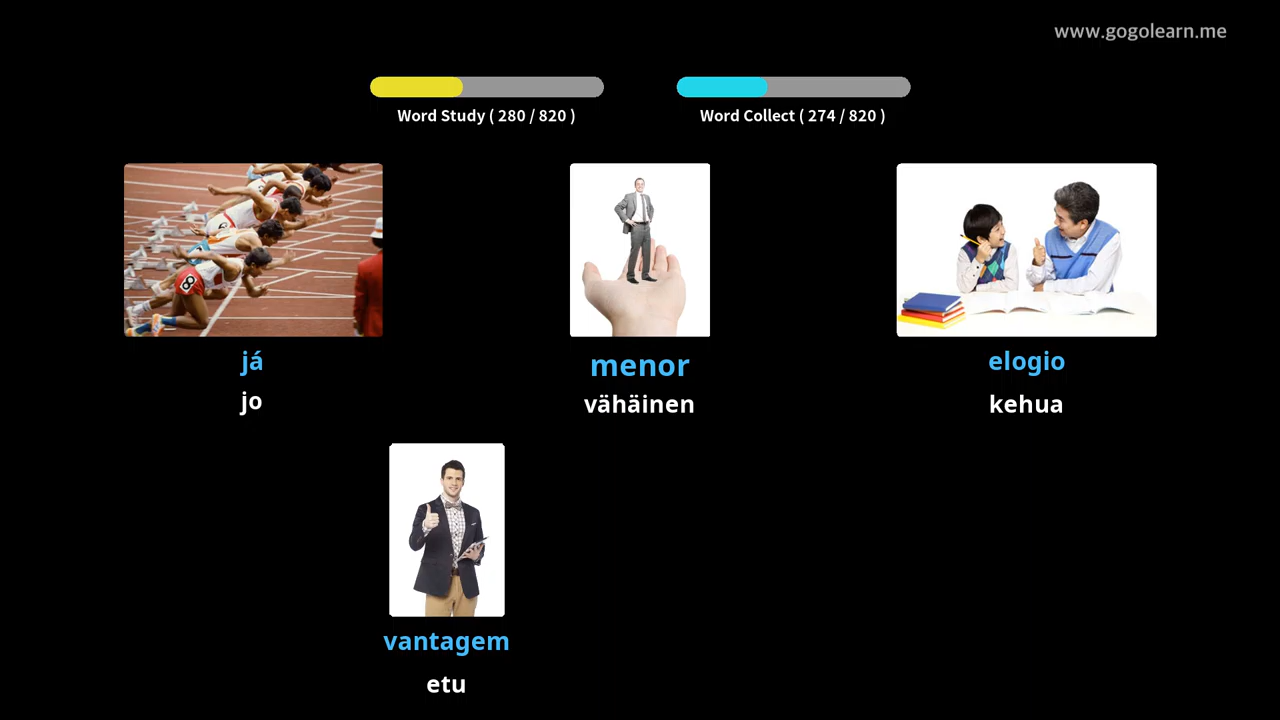 www.gogolearn.me
Word Study ( 280 / 820 )
Word Collect ( 274 / 820 )
já
jo
menor
vähäinen
elogio
kehua
vantagem
etu